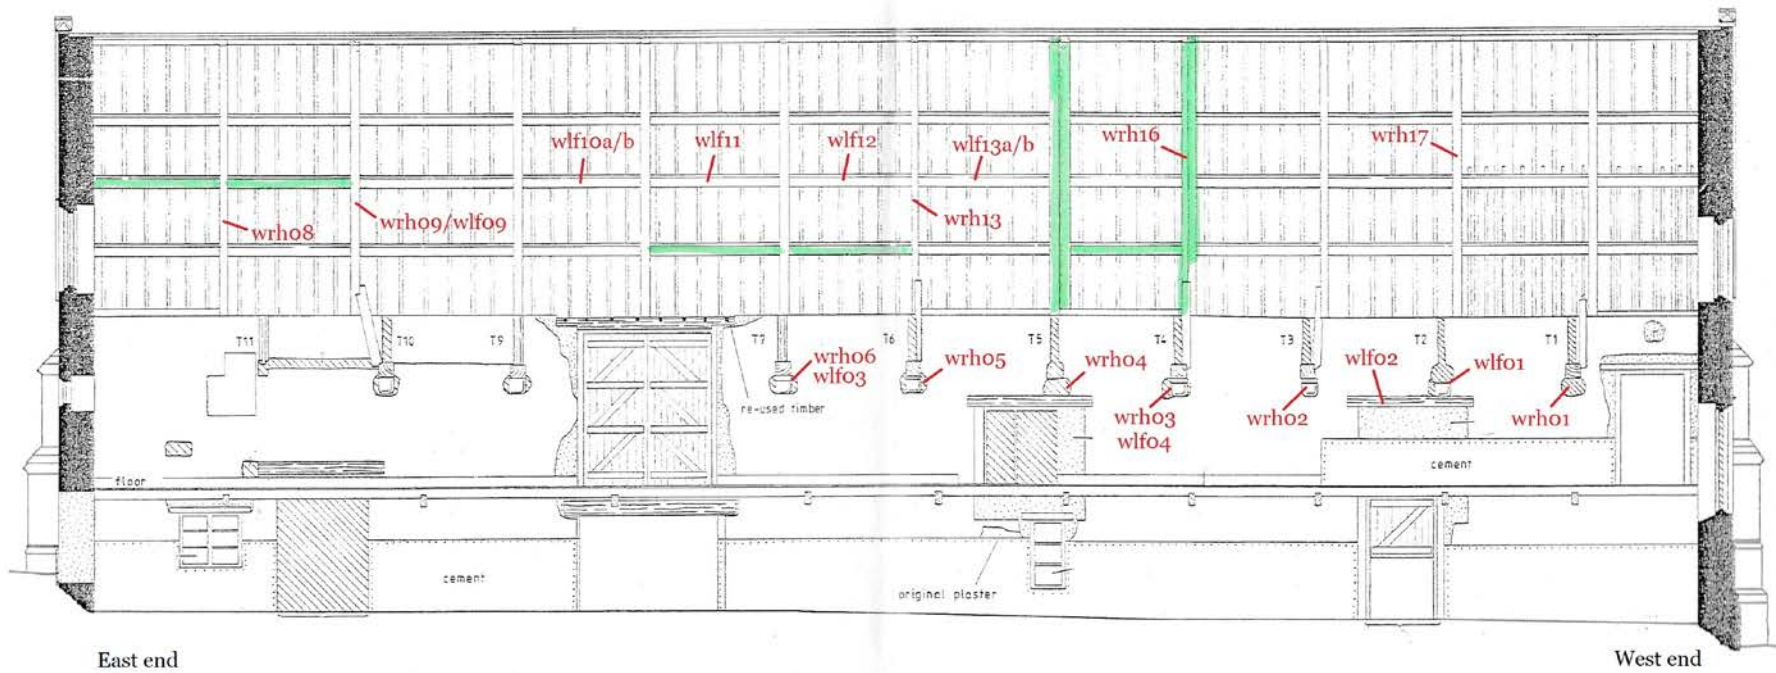 wlf10a/b
wlf11
wlf12
wlf13a/b
wrh16
wrh17
wrh08
wrh09/wlf09
wrh13
T11
T10
T9
T7
T6
T5
T4
T3
T2
T1
wrh06
wlf03
wrh05
wrh04
wrh03
wlf04
wrh02
wlf02
wlf01
wrh01
re-used timber
cement
floor
cement
original plaster
East end
West end